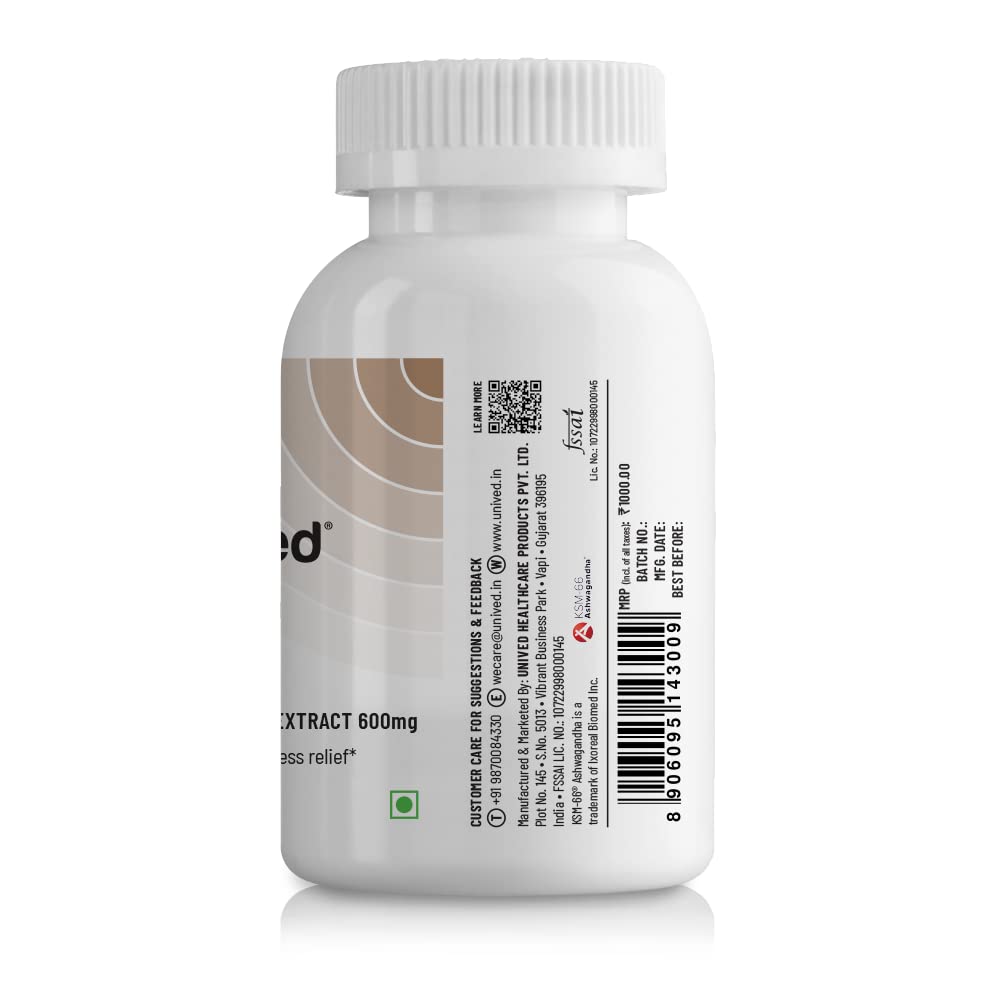 ed®
EXTRACT 600mg
ess relief*
CUSTOMER CARE FOR SUGGESTIONS & FEEDBACK
T +91 9870084330 E wecare@unived.in W www.unived.in
LEARN MORE
Manufactured & Marketed By: UNIVED HEALTHCARE PRODUCTS PVT. LTD.
Plot No. 145 • S.No. 5013 • Vibrant Business Park • Vapi • Gujarat 396195
India • FSSAI LIC. NO.: 10722998000145
KSM-66® Ashwagandha is a
trademark of Ixoreal Biomed Inc.
KSM-66
Ashwagandha
fssai
Lic. No.: 10722998000145
MRP (incl. of all taxes): ₹1000.00
BATCH NO.:
MFG. DATE:
BEST BEFORE:
8 906095 143009